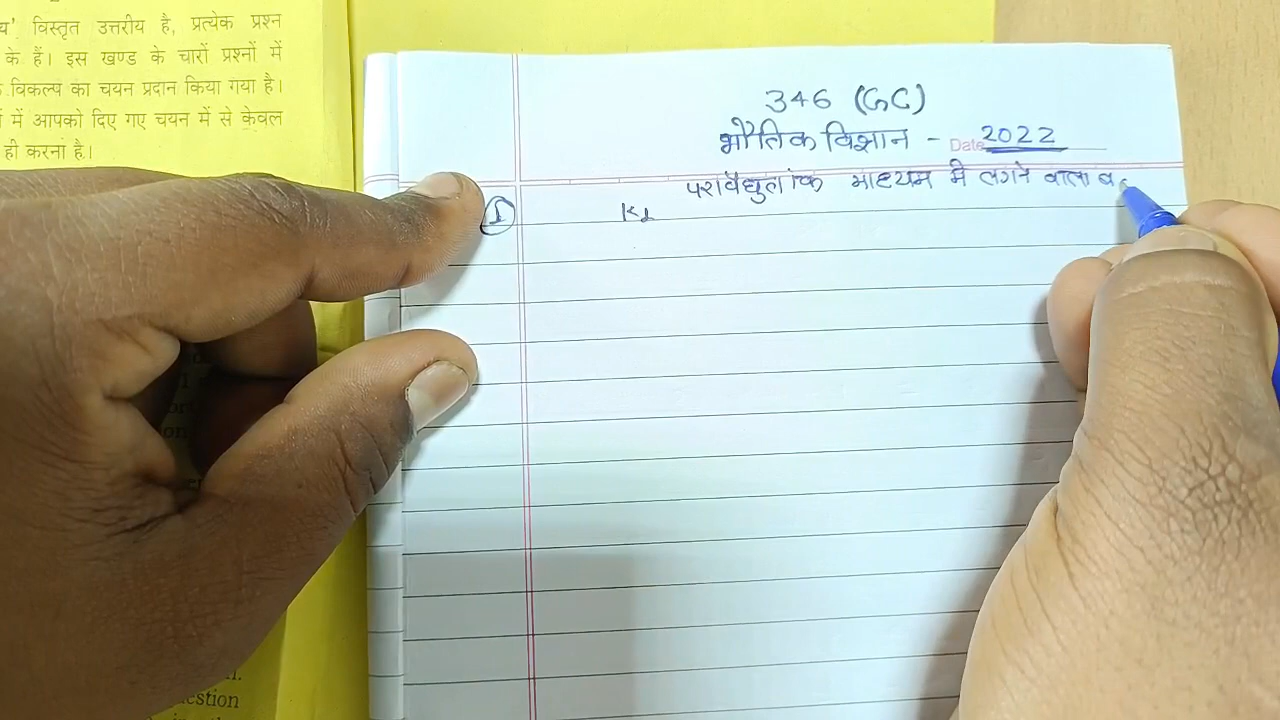 विस्तृत उत्तरीय है, प्रत्येक प्रश्न
के हैं। इस खण्ड के चारों प्रश्नों में
विकल्प का चयन प्रदान किया गया है।
में आपको दिए गए चयन में से केवल
ही करना है।
346 (GC)
भौतिक विज्ञान - Date 2022
परावैद्युतांक माध्यम में लगने वाला
1
estion